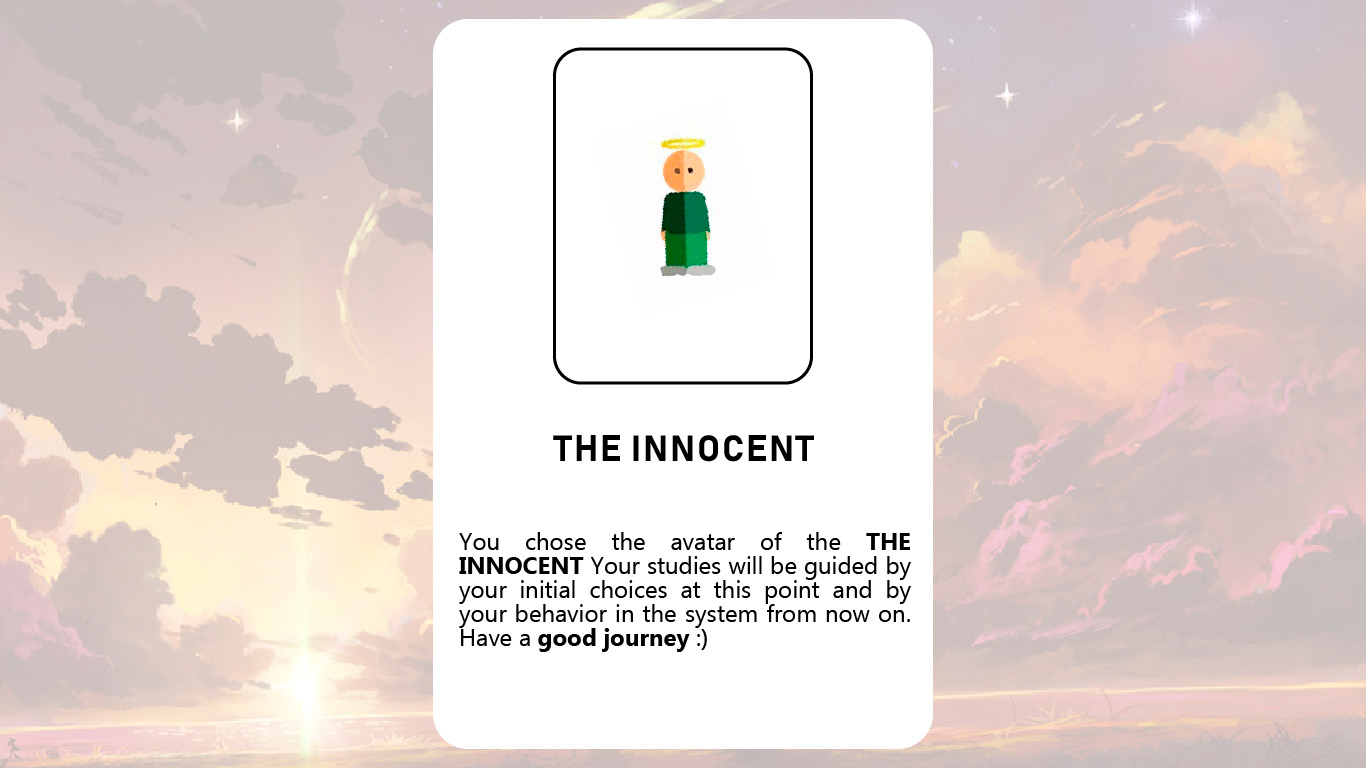 THE INNOCENT
You chose the avatar of the THE
INNOCENT Your studies will be guided by
your initial choices at this point and by
your behavior in the system from now on.
Have a good journey :)